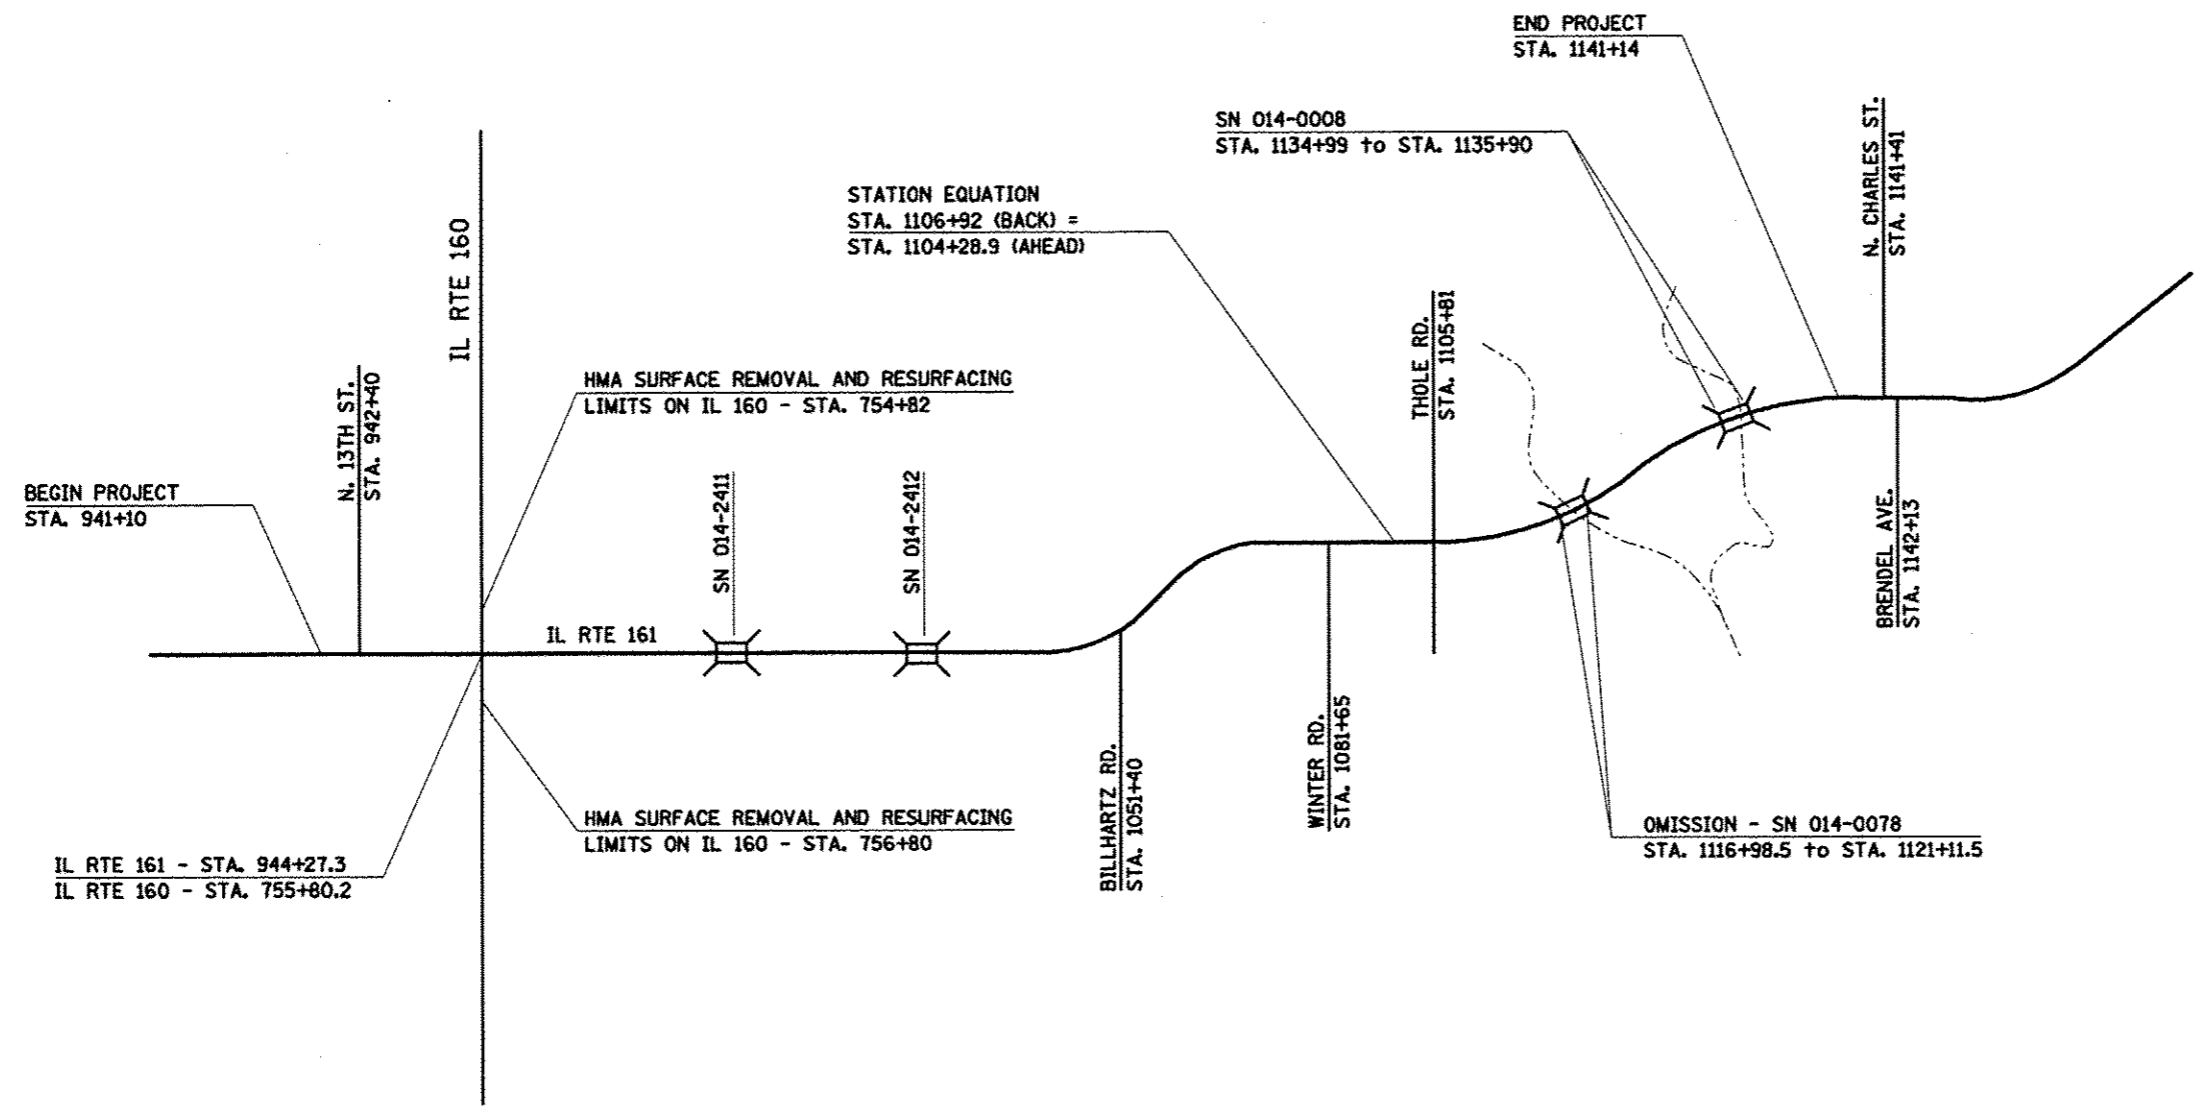 END PROJECT
STA. 1141+14
SN 014-0008
STA. 1134+99 to STA. 1135+90
N. CHARLES ST.
STA. 1141+41
STATION EQUATION
STA. 1106+92 (BACK) =
STA. 1104+28.9 (AHEAD)
IL RTE 160
THOLE RD.
STA. 1105+81
N. 13TH ST.
STA. 942+40
HMA SURFACE REMOVAL AND RESURFACING
LIMITS ON IL 160 - STA. 754+82
BEGIN PROJECT
STA. 941+10
SN 014-2411
SN 014-2412
BRENDEL AVE.
STA. 1142+13
IL RTE 161
BILLHARTZ RD.
STA. 1051+40
WINTER RD.
STA. 1081+65
HMA SURFACE REMOVAL AND RESURFACING
LIMITS ON IL 160 - STA. 756+80
OMISSION - SN 014-0078
STA. 1116+98.5 to STA. 1121+11.5
IL RTE 161 - STA. 944+27.3
IL RTE 160 - STA. 755+80.2